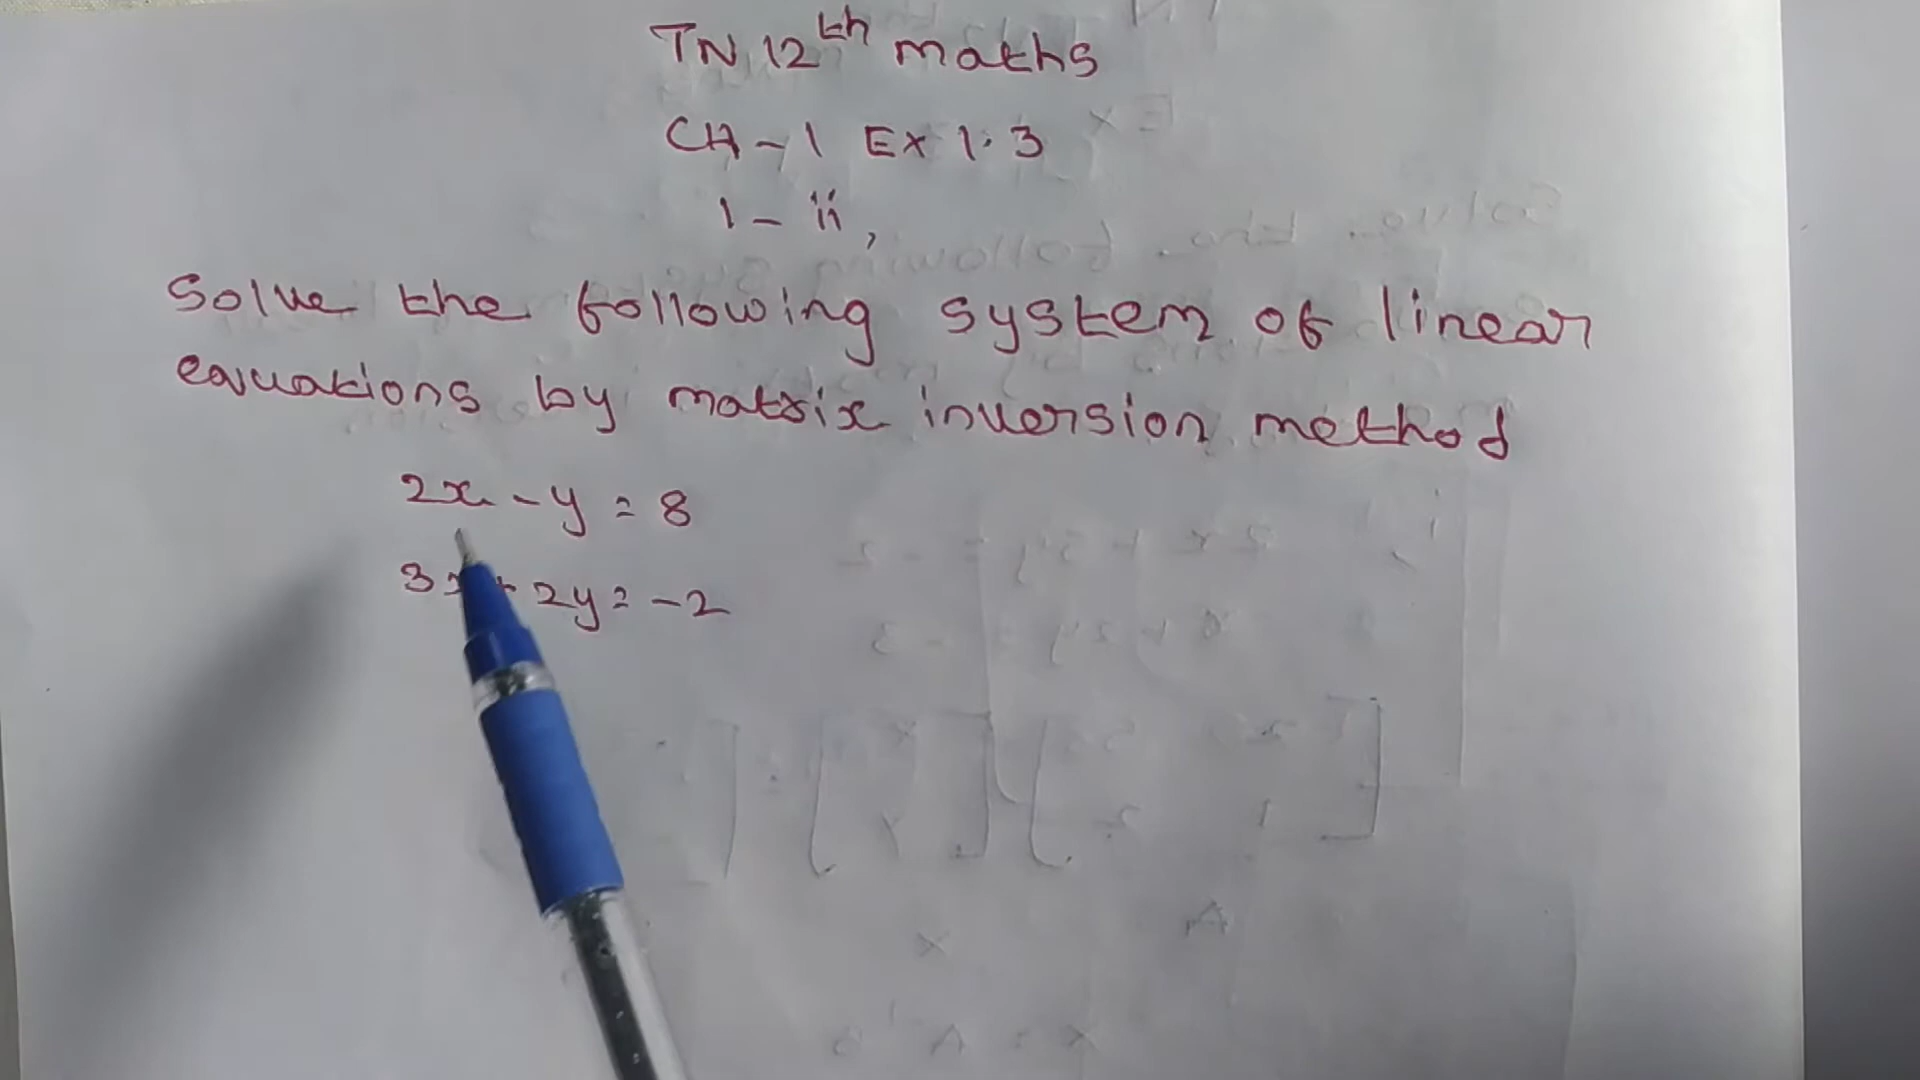 TN 12th maths
CH-1 Ex 1.3
1-ii,
Solve the following system of linear
equations by matrix inversion method
2x - y = 8
3x + 2y = -2